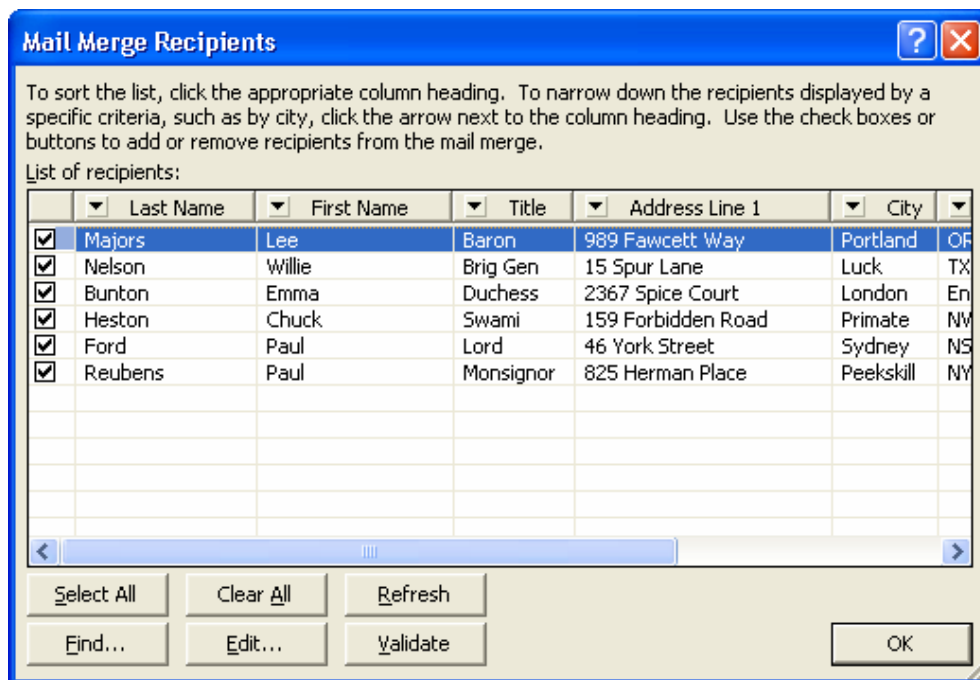 Mail Merge Recipients
To sort the list, click the appropriate column heading. To narrow down the recipients displayed by a
specific criteria, such as by city, click the arrow next to the column heading. Use the check boxes or
buttons to add or remove recipients from the mail merge.
List of recipients:
Last Name First Name Title Address Line 1 City
Majors Lee Baron 989 Fawcett Way Portland OR
Nelson Willie Brig Gen 15 Spur Lane Luck TX
Bunton Emma Duchess 2367 Spice Court London En
Heston Chuck Swami 159 Forbidden Road Primate NV
Ford Paul Lord 46 York Street Sydney NS
Reubens Paul Monsignor 825 Herman Place Peekskill NY
Select All Clear All Refresh
Find... Edit... Validate OK